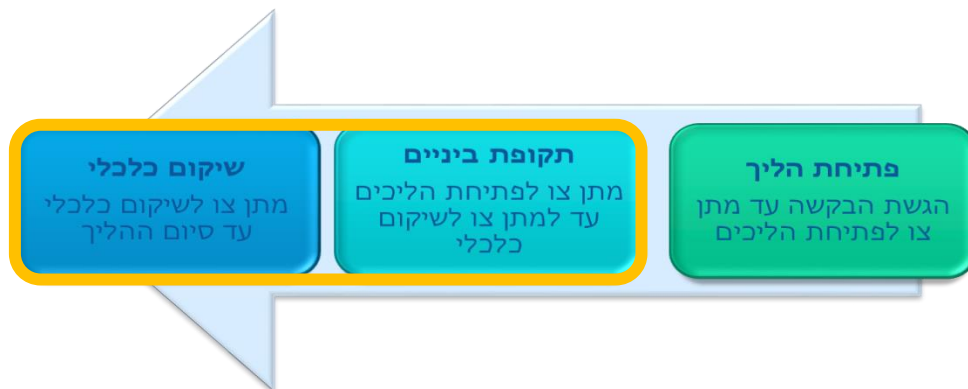 פתיחת הליך
הגשת הבקשה עד מתן
צו לפתיחת הליכים
תקופת ביניים
מתן צו לפתיחת הליכים
עד למתן צו לשיקום
כלכלי
שיקום כלכלי
מתן צו לשיקום כלכלי
עד סיום ההליך